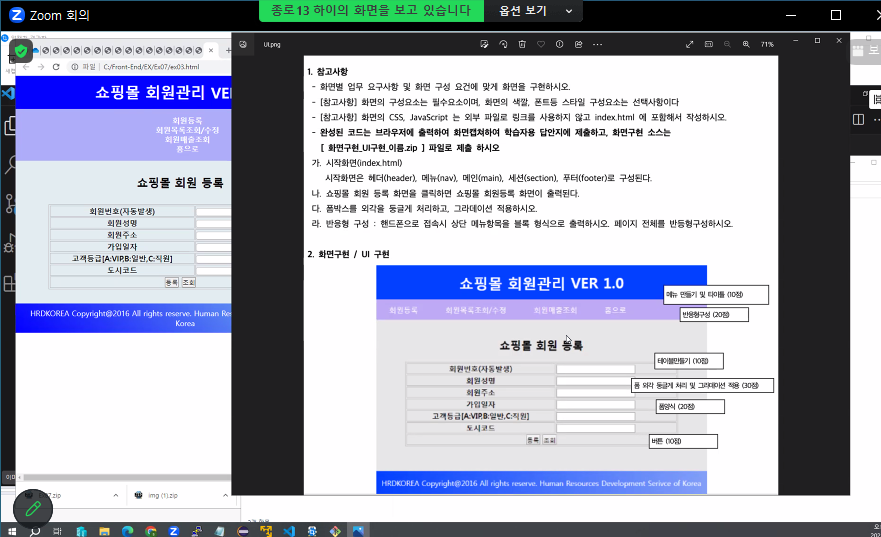 Zoom 회의
종로13 하이의 화면을 보고 있습니다
옵션 보기
UI.png
71%
파일
C:/Front-End/EX/Ex07/ex03.html
쇼핑몰 회원관리 VER
회원등록
회원목록조회/수정
회원매출조회
홈으로
쇼핑몰 회원 등록
회원번호(자동발생)
회원성명
회원주소
가입일자
고객등급[A:VIP,B:일반,C:직원]
도시코드
등록 조회
HRDKOREA Copyright@2016 All rights reserve. Human Res
Korea
img (1).zip
1. 참고사항
- 화면별 업무 요구사항 및 화면 구성 요건에 맞게 화면을 구현하시오.
- [참고사항] 화면의 구성요소는 필수요소이며, 화면의 색깔, 폰트등 스타일 구성요소는 선택사항이다
- [참고사항] 화면의 CSS, JavaScript 는 외부 파일로 링크를 사용하지 않고 index.html 에 포함해서 작성하시오.
- 완성된 코드는 브라우저에 출력하여 화면캡쳐하여 학습자용 답안지에 제출하고, 화면구현 소스는
[ 화면구현_UI구현_이름.zip ] 파일로 제출 하시오
가. 시작화면(index.html)
시작화면은 헤더(header), 메뉴(nav), 메인(main), 세션(section), 푸터(footer)로 구성된다.
나. 쇼핑몰 회원 등록 화면을 클릭하면 쇼핑몰 회원등록 화면이 출력된다.
다. 폼박스를 외각을 둥글게 처리하고, 그라데이션 적용하시오.
라. 반응형 구성 : 핸드폰으로 접속시 상단 메뉴항목을 블록 형식으로 출력하시오. 페이지 전체를 반등형구성하시오.
2. 화면구현 / UI 구현
쇼핑몰 회원관리 VER 1.0
메뉴 만들기 및 타이틀 (10점)
회원등록 회원목록조회/수정 회원매출조회 홈으로
반응형구성 (20점)
쇼핑몰 회원 등록
테이블만들기 (10점)
회원번호(자동발생)
회원성명
폼 외각 둥글게 처리 및 그라데이션 적용 (30점)
회원주소
가입일자
폼양식 (20점)
고객등급[A:VIP,B:일반,C:직원]
도시코드
등록 조회
버튼 (10점)
HRDKOREA Copyright@2016 All rights reserve. Human Resources Development Serivce of Korea